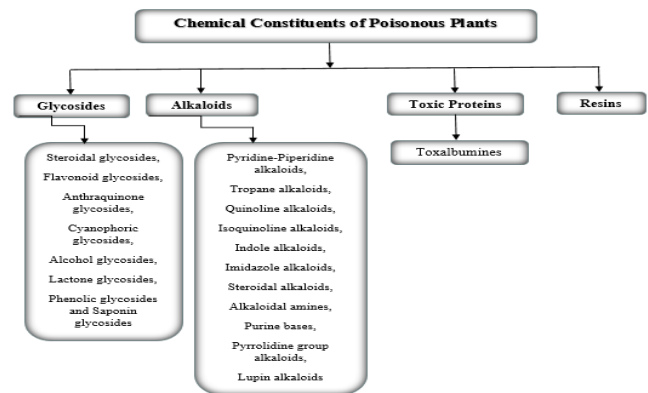 Chemical Constituents of Poisonous Plants
Glycosides
Alkaloids
Toxic Proteins
Resins
Steroidal glycosides,
Flavonoid glycosides,
Anthraquinone
glycosides,
Cyanophoric
glycosides,
Alcohol glycosides,
Lactone glycosides,
Phenolic glycosides
and Saponin
glycosides
Pyridine-Piperidine
alkaloids,
Tropane alkaloids,
Quinoline alkaloids,
Isoquinoline alkaloids,
Indole alkaloids,
Imidazole alkaloids,
Steroidal alkaloids,
Alkaloidal amines,
Purine bases,
Pyrrolidine group
alkaloids,
Lupin alkaloids
Toxalbumines